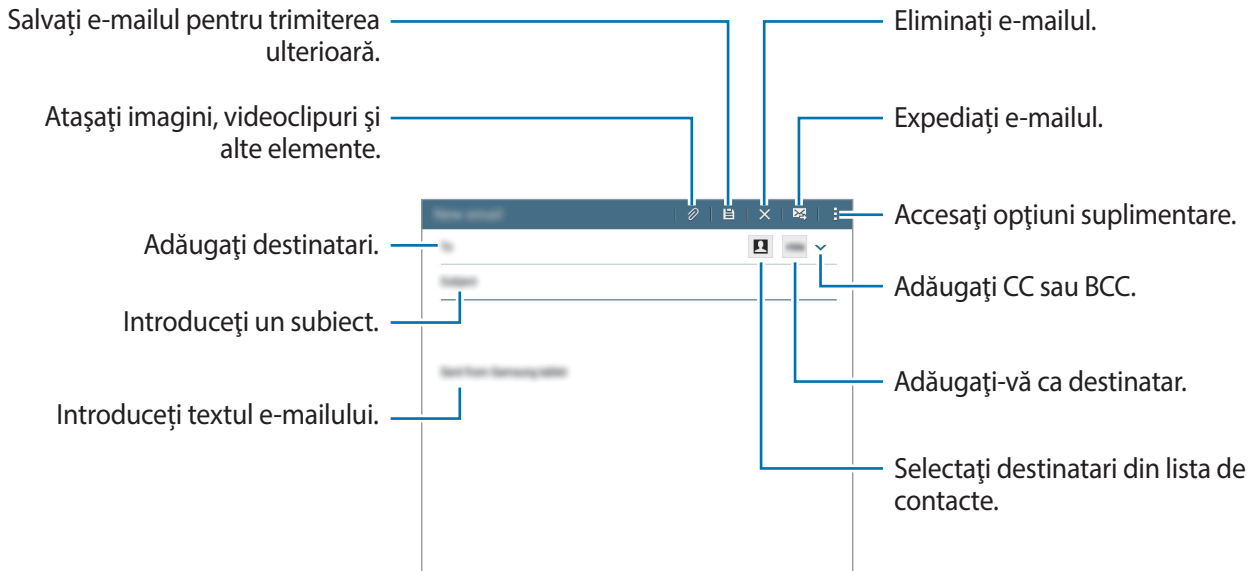 Salvați e-mailul pentru trimiterea
ulterioară.
Ataşaţi imagini, videoclipuri şi
alte elemente.
Adăugaţi destinatari.
Introduceţi un subiect.
Introduceți textul e-mailului.
Eliminați e-mailul.
Expediați e-mailul.
Accesaţi opţiuni suplimentare.
Adăugaţi CC sau BCC.
Adăugaţi-vă ca destinatar.
Selectaţi destinatari din lista de
contacte.